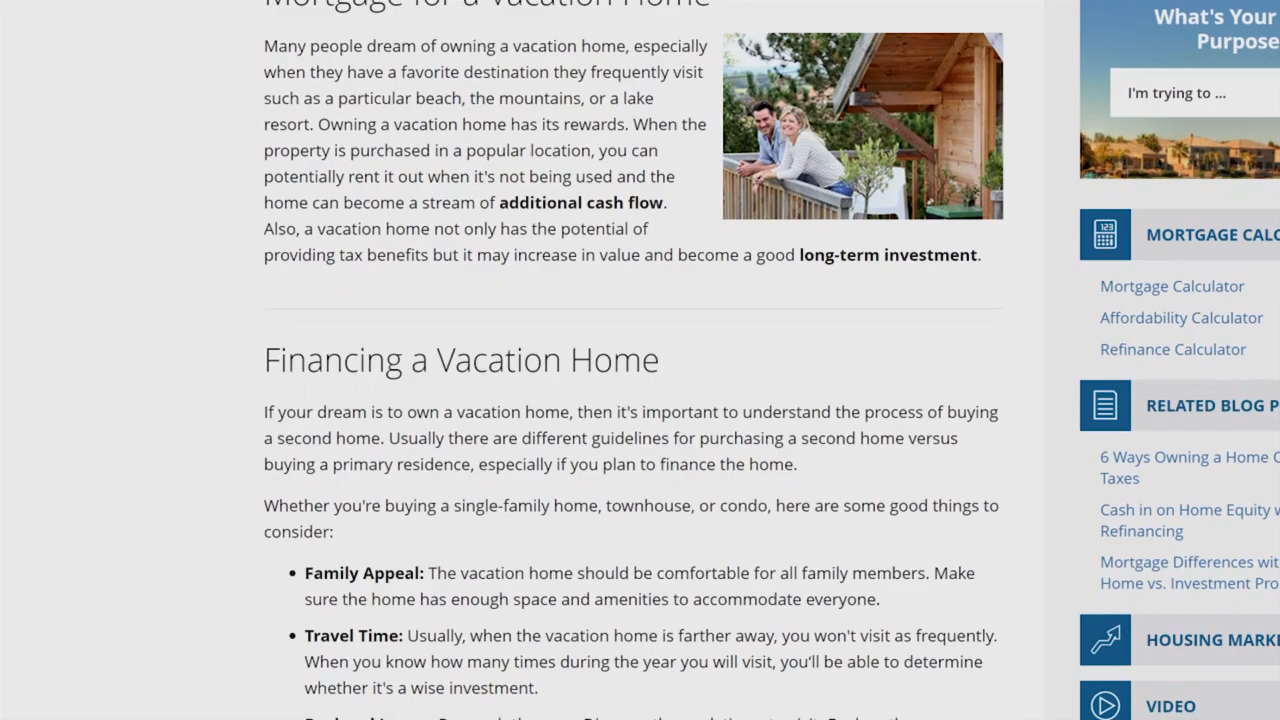 Mortgage for a Vacation Home
Many people dream of owning a vacation home, especially
when they have a favorite destination they frequently visit
such as a particular beach, the mountains, or a lake
resort. Owning a vacation home has its rewards. When the
property is purchased in a popular location, you can
potentially rent it out when it's not being used and the
home can become a stream of additional cash flow.
Also, a vacation home not only has the potential of
providing tax benefits but it may increase in value and become a good long-term investment.
Financing a Vacation Home
If your dream is to own a vacation home, then it's important to understand the process of buying
a second home. Usually there are different guidelines for purchasing a second home versus
buying a primary residence, especially if you plan to finance the home.
Whether you're buying a single-family home, townhouse, or condo, here are some good things to
consider:
• Family Appeal: The vacation home should be comfortable for all family members. Make
sure the home has enough space and amenities to accommodate everyone.
• Travel Time: Usually, when the vacation home is farther away, you won't visit as frequently.
When you know how many times during the year you will visit, you'll be able to determine
whether it's a wise investment.
What's Your
Purpose
I'm trying to ...
123
MORTGAGE CALC
Mortgage Calculator
Affordability Calculator
Refinance Calculator
RELATED BLOG P
6 Ways Owning a Home C
Taxes
Cash in on Home Equity w
Refinancing
Mortgage Differences wit
Home vs. Investment Pro
HOUSING MARKE
VIDEO